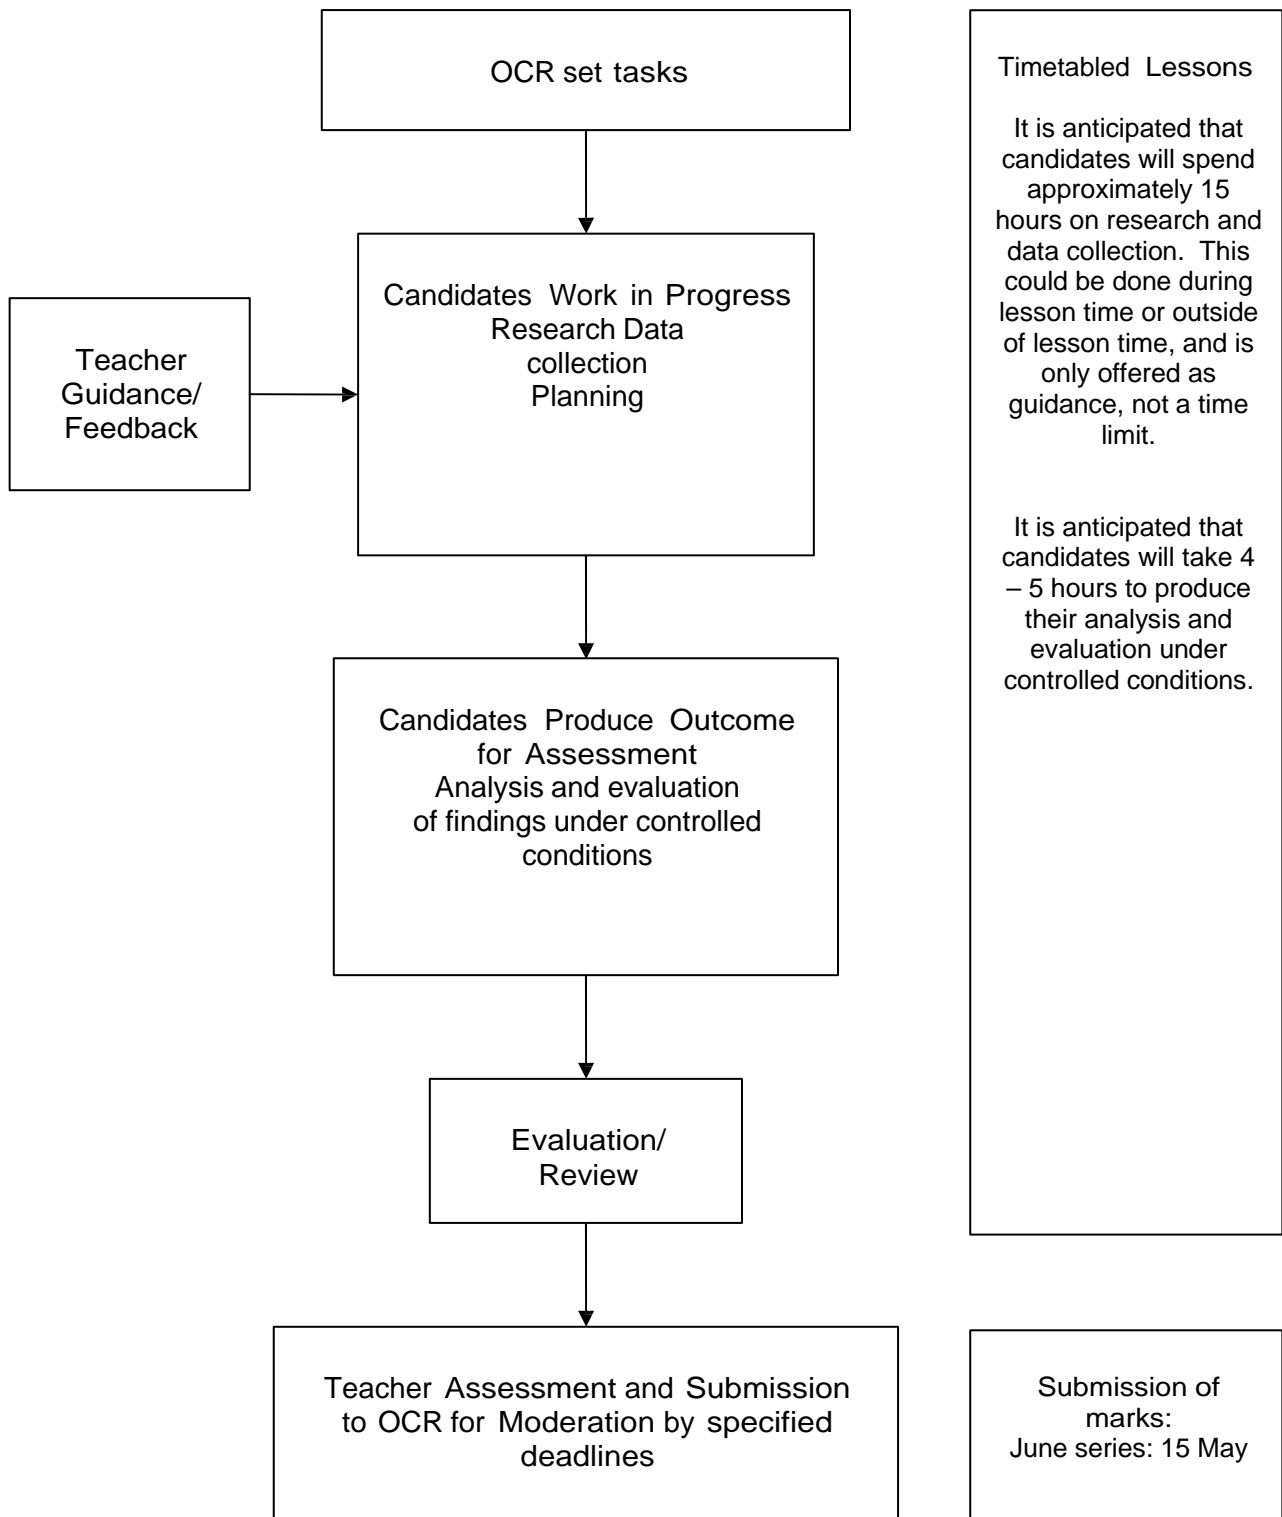 OCR set tasks
Timetabled Lessons
It is anticipated that
candidates will spend
approximately 15
hours on research and
data collection. This
could be done during
lesson time or outside
of lesson time, and is
only offered as
guidance, not a time
limit.
It is anticipated that
candidates will take 4
– 5 hours to produce
their analysis and
evaluation under
controlled conditions.
Candidates Work in Progress
Research Data
collection
Planning
Teacher
Guidance/
Feedback
Candidates Produce Outcome
for Assessment
Analysis and evaluation
of findings under controlled
conditions
Evaluation/
Review
Teacher Assessment and Submission
to OCR for Moderation by specified
deadlines
Submission of
marks:
June series: 15 May